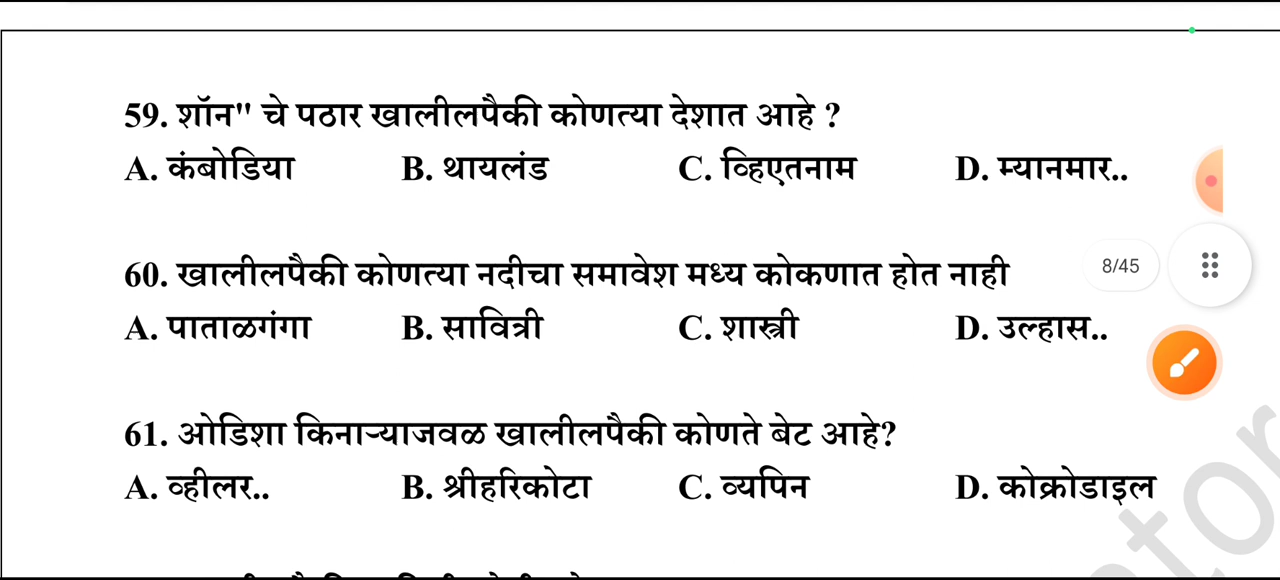 59. शॉन" चे पठार खालीलपैकी कोणत्या देशात आहे ?
A. कंबोडिया B. थायलंड C. व्हिएतनाम D. म्यानमार..
60. खालीलपैकी कोणत्या नदीचा समावेश मध्य कोकणात होत नाही
8/45
A. पाताळगंगा B. सावित्री C. शास्त्री D. उल्हास..
61. ओडिशा किनाऱ्याजवळ खालीलपैकी कोणते बेट आहे?
A. व्हीलर.. B. श्रीहरिकोटा C. व्यपिन D. कोक्रोडाइल
tor